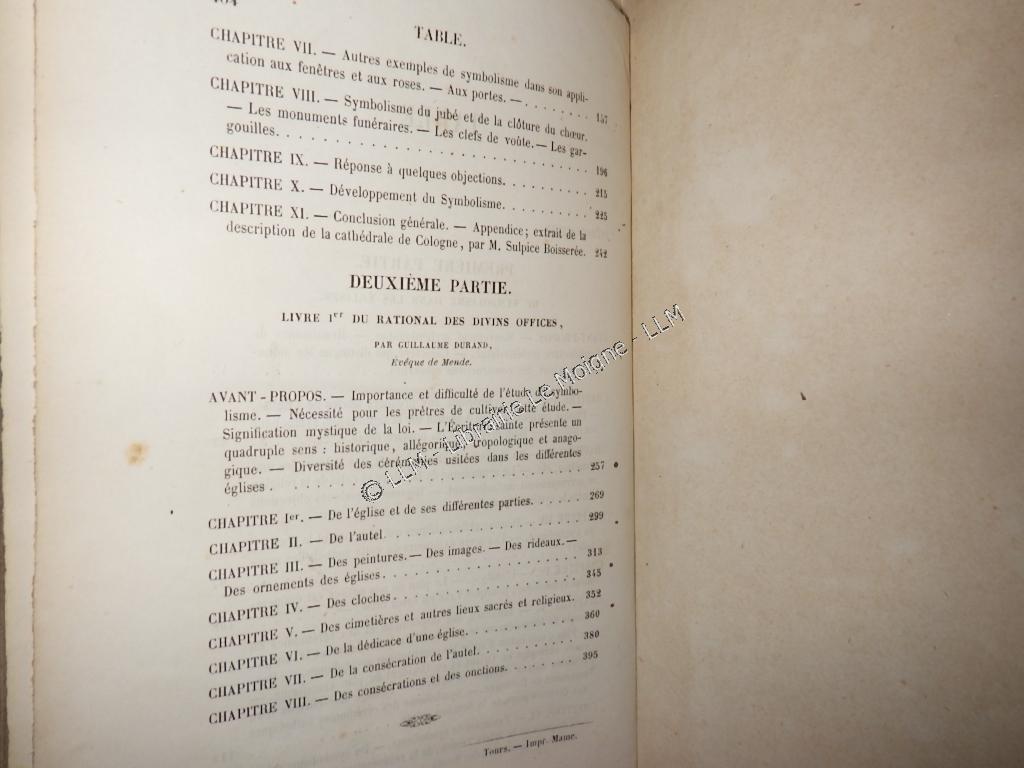 404
TABLE.
CHAPITRE VII. — Autres exemples de symbolisme dans son appli-
cation aux fenêtres et aux roses. — Aux portes. — . . . . . . . 157
CHAPITRE VIII. — Symbolisme du jubé et de la clôture du chœur.
— Les monuments funéraires. — Les clefs de voûte. — Les gar-
gouilles. . . . . . . . . . . . . . . . . . . . . . . . 196
CHAPITRE IX. — Réponse à quelques objections. . . . . . . . . 215
CHAPITRE X. — Développement du Symbolisme. . . . . . . . . 225
CHAPITRE XI. — Conclusion générale. — Appendice; extrait de la
description de la cathédrale de Cologne, par M. Sulpice Boisserée. 242
DEUXIÈME PARTIE.
LIVRE Ier DU RATIONAL DES DIVINS OFFICES,
PAR GUILLAUME DURAND,
Evêque de Mende.
AVANT-PROPOS. — Importance et difficulté de l'étude du symbo-
lisme. — Nécessité pour les prêtres de cultiver cette étude. —
Signification mystique de la loi. — L'Écriture sainte présente un
quadruple sens : historique, allégorique, tropologique et anago-
gique. — Diversité des cérémonies usitées dans les différentes
églises . . . . . . . . . . . . . . . . . . . . . . . . 257
CHAPITRE Ier. — De l'église et de ses différentes parties. . . . . . 269
CHAPITRE II. — De l'autel. . . . . . . . . . . . . . . . . 299
CHAPITRE III. — Des peintures. — Des images. — Des rideaux. —
Des ornements des églises. . . . . . . . . . . . . . . . . 313
CHAPITRE IV. — Des cloches . . . . . . . . . . . . . . . . 345
CHAPITRE V. — Des cimetières et autres lieux sacrés et religieux. 352
CHAPITRE VI. — De la dédicace d'une église. . . . . . . . . . 360
CHAPITRE VII. — De la consécration de l'autel. . . . . . . . . 380
CHAPITRE VIII. — Des consécrations et des onctions. . . . . . . 395
Tours. — Impr. Mame.
© LLM - Librairie Le Moigne - LLM